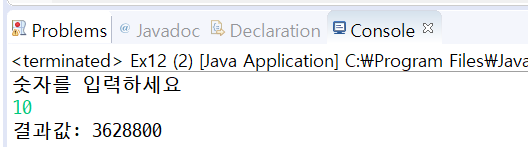 Problems @ Javadoc Declaration Console
<terminated> Ex12 (2) [Java Application] C:₩Program Files₩Java
숫자를 입력하세요
10
결과값: 3628800